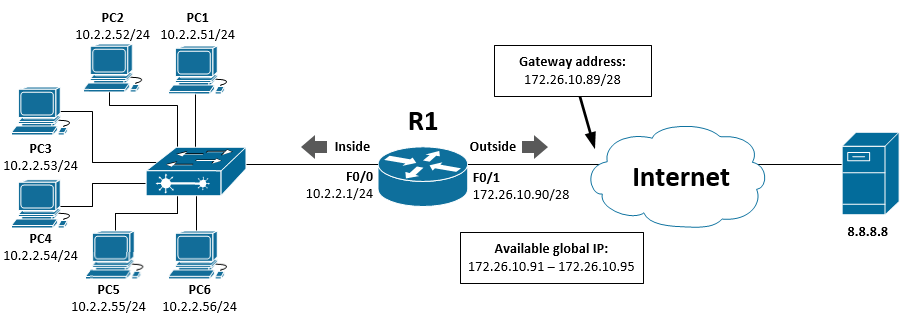 PC2
10.2.2.52/24
PC1
10.2.2.51/24
PC3
10.2.2.53/24
PC4
10.2.2.54/24
PC5
10.2.2.55/24
PC6
10.2.2.56/24
Inside
R1
Outside
F0/0
10.2.2.1/24
F0/1
172.26.10.90/28
Gateway address:
172.26.10.89/28
Internet
8.8.8.8
Available global IP:
172.26.10.91 – 172.26.10.95